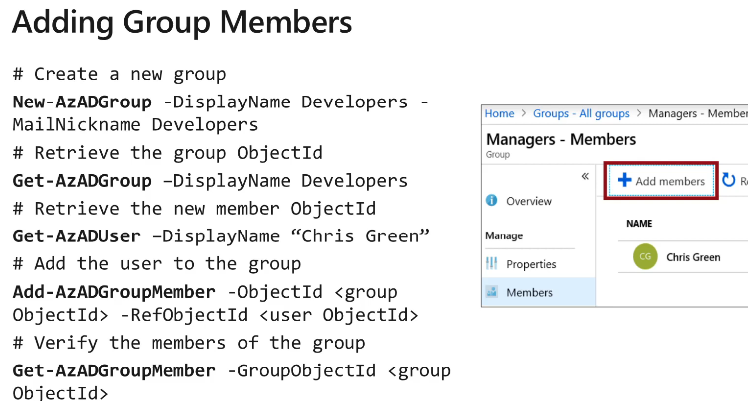 Adding Group Members
# Create a new group
New-AzADGroup -DisplayName Developers -
MailNickname Developers
# Retrieve the group ObjectId
Get-AzADGroup –DisplayName Developers
# Retrieve the new member ObjectId
Get-AzADUser –DisplayName “Chris Green”
# Add the user to the group
Add-AzADGroupMember -ObjectId <group
ObjectId> -RefObjectId <user ObjectId>
# Verify the members of the group
Get-AzADGroupMember -GroupObjectId <group
ObjectId>
Home > Groups - All groups > Managers - Member
Managers - Members
Group
«
Add members
Overview
Manage
Properties
Members
NAME
CG Chris Green